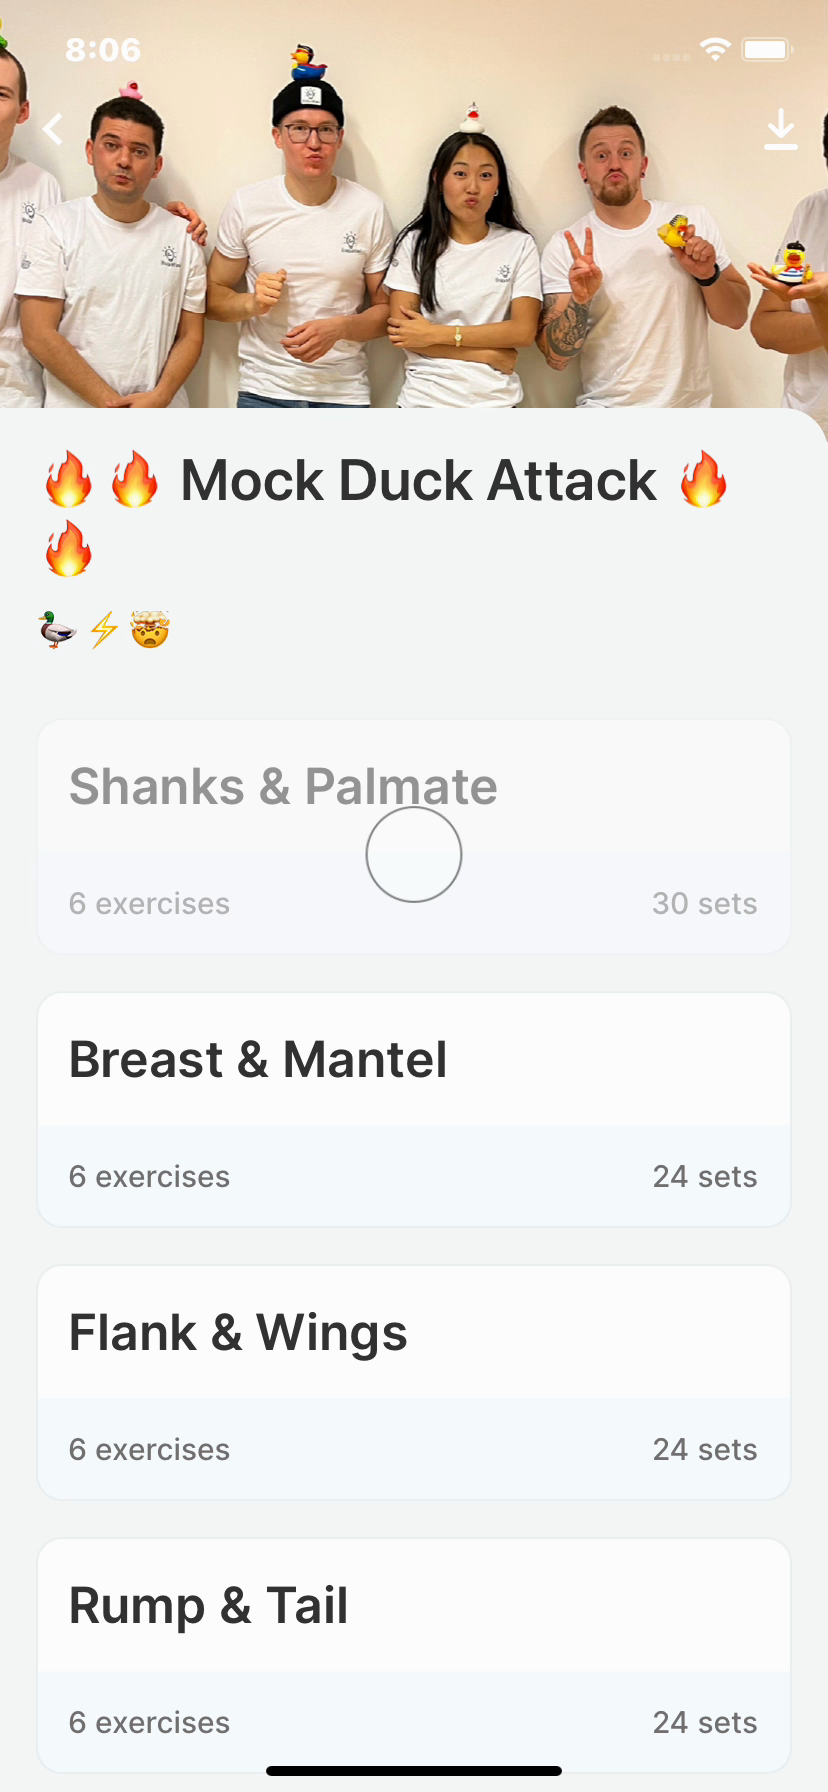 8:06
🔥🔥 Mock Duck Attack 🔥
🔥
🦆⚡🤯
Shanks & Palmate
6 exercises 30 sets
Breast & Mantel
6 exercises 24 sets
Flank & Wings
6 exercises 24 sets
Rump & Tail
6 exercises 24 sets